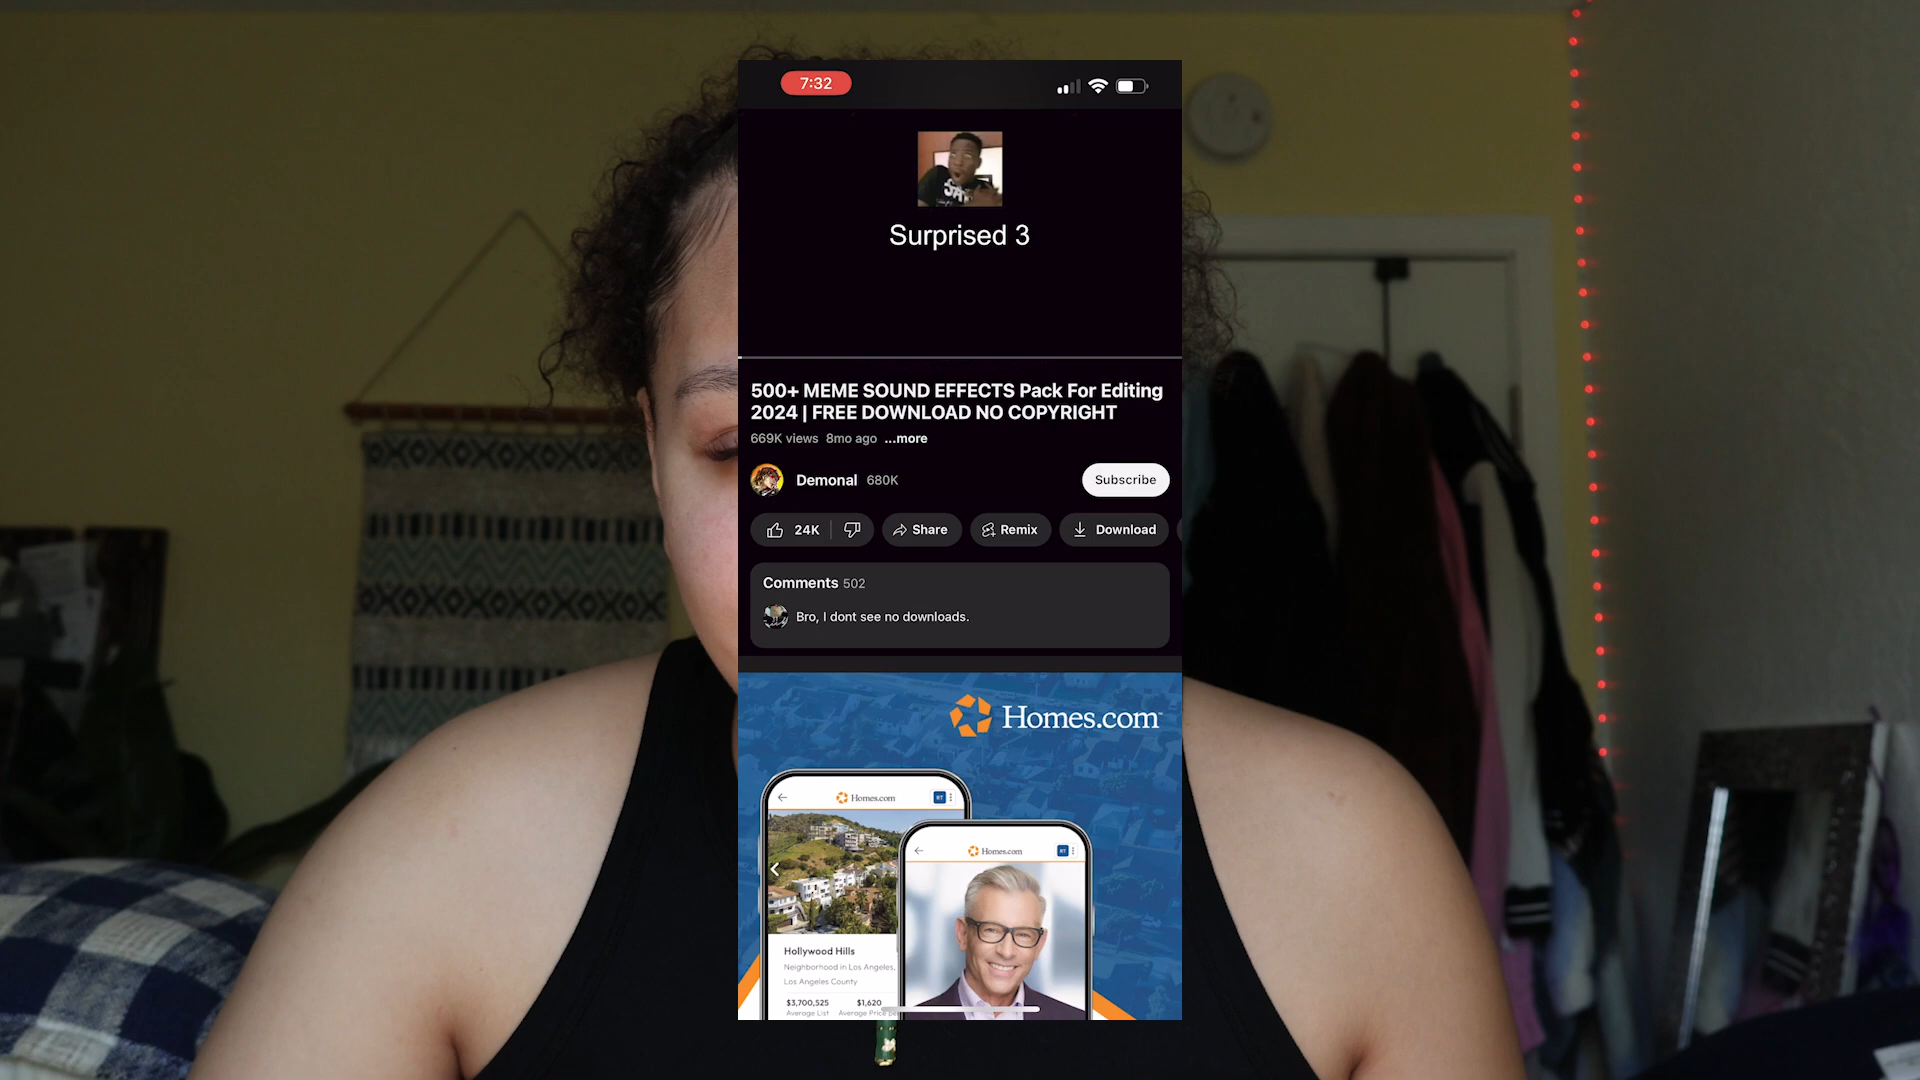 7:32
Surprised 3
500+ MEME SOUND EFFECTS Pack For Editing
2024 | FREE DOWNLOAD NO COPYRIGHT
669K views 8mo ago ...more
Demonal 680K
Subscribe
24K
Share
Remix
Download
Comments 502
Bro, I dont see no downloads.
Homes.com
Homes.com
Homes.com
Hollywood Hills
Neighborhood in Los Angeles,
Los Angeles County
$3,700,525 $1,620
Average List Average Price